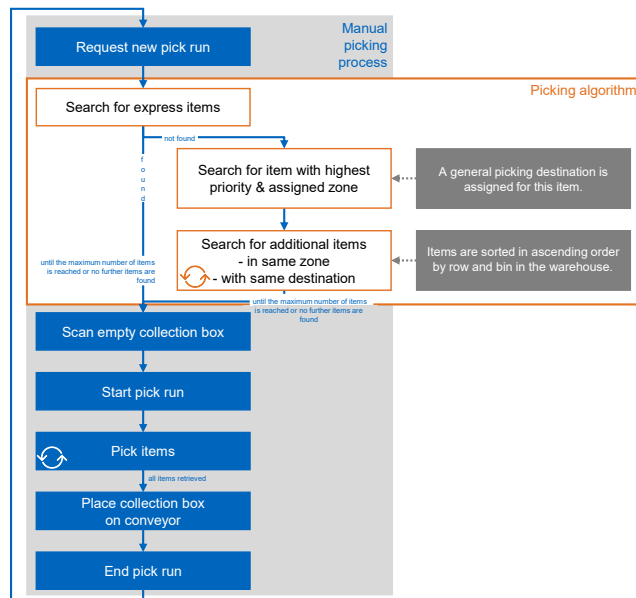 Manual
picking
process
Request new pick run
Picking algorithm
Search for express items
not found
found
Search for item with highest
priority & assigned zone
A general picking destination is
assigned for this item.
Search for additional items
- in same zone
- with same destination
Items are sorted in ascending order
by row and bin in the warehouse.
until the maximum number of items
is reached or no further items are
found
until the maximum number of items
is reached or no further items are
found
Scan empty collection box
Start pick run
Pick items
all items retrieved
Place collection box
on conveyor
End pick run